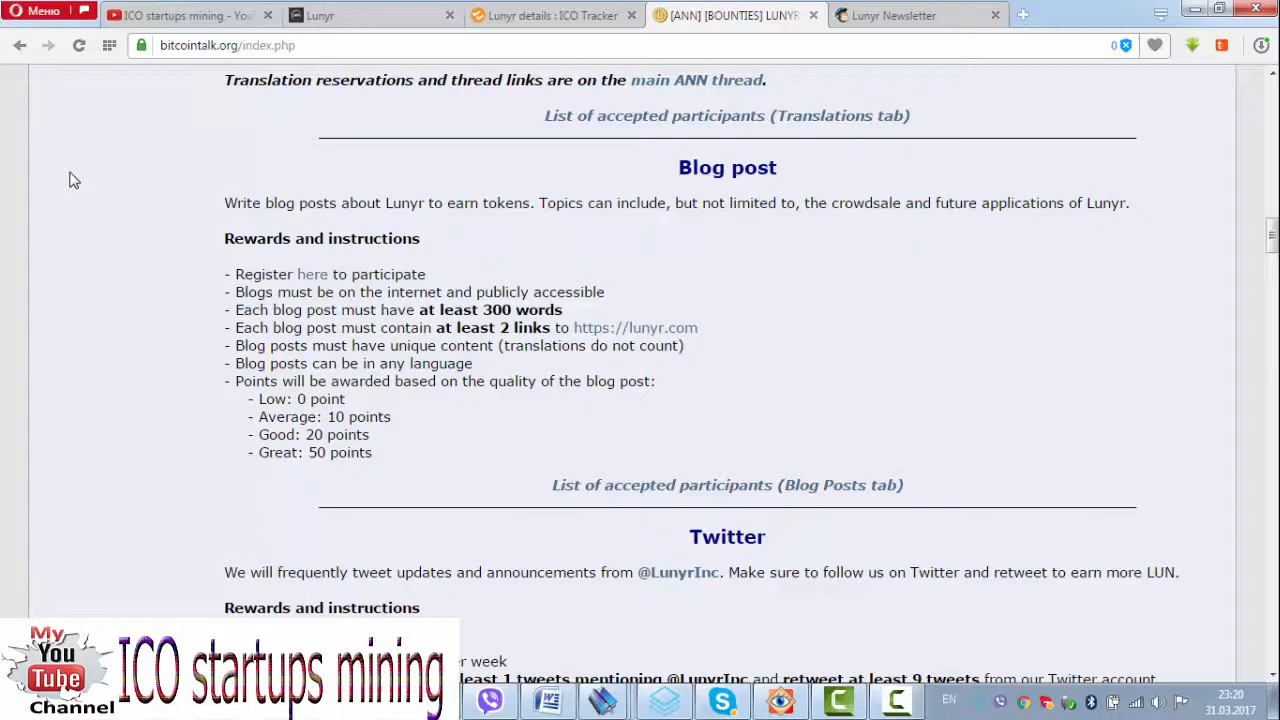 Меню
ICO startups mining - You
Lunyr
Lunyr details : ICO Tracker
[ANN] [BOUNTIES] LUNYR
Lunyr Newsletter
bitcointalk.org/index.php
0
Translation reservations and thread links are on the main ANN thread.
List of accepted participants (Translations tab)
Blog post
Write blog posts about Lunyr to earn tokens. Topics can include, but not limited to, the crowdsale and future applications of Lunyr.
Rewards and instructions
- Register here to participate
- Blogs must be on the internet and publicly accessible
- Each blog post must have at least 300 words
- Each blog post must contain at least 2 links to https://lunyr.com
- Blog posts must have unique content (translations do not count)
- Blog posts can be in any language
- Points will be awarded based on the quality of the blog post:
- Low: 0 point
- Average: 10 points
- Good: 20 points
- Great: 50 points
List of accepted participants (Blog Posts tab)
Twitter
We will frequently tweet updates and announcements from @LunyrInc. Make sure to follow us on Twitter and retweet to earn more LUN.
Rewards and instructions
er week
least 1 tweets mentioning @LunyrInc and retweet at least 9 tweets from our Twitter account
My
You
Tube
Channel
ICO startups mining
EN
23:20
31.03.2017